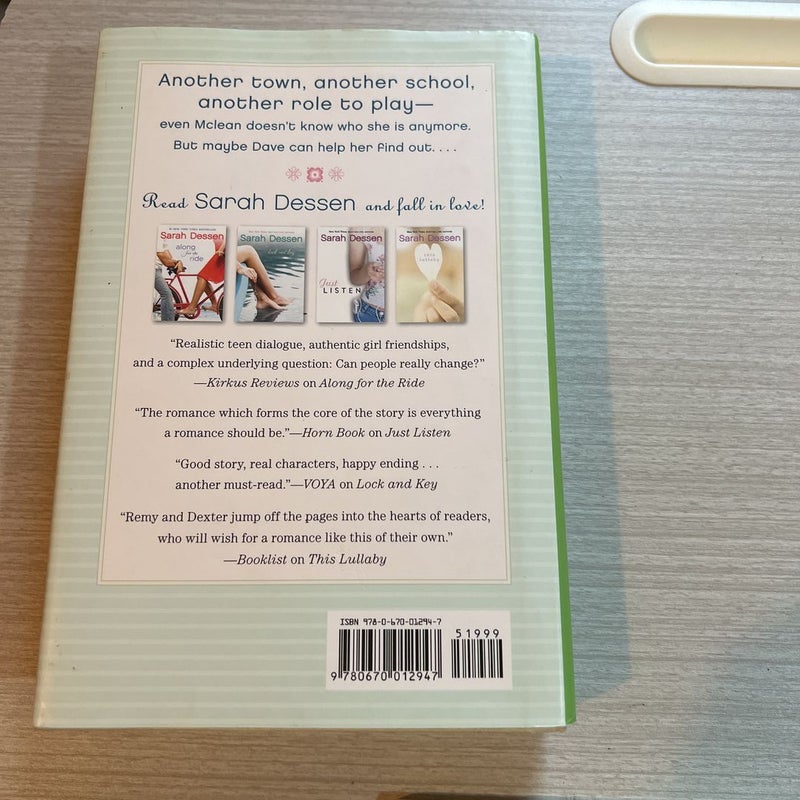 Another town, another school,
another role to play—
even Mclean doesn't know who she is anymore.
But maybe Dave can help her find out. . . .
Read Sarah Dessen and fall in love!
Sarah Dessen
along
for the
ride
Sarah Dessen
lock and key
Sarah Dessen
Just
LISTEN
Sarah Dessen
this
lullaby
“Realistic teen dialogue, authentic girl friendships,
and a complex underlying question: Can people really change?”
—Kirkus Reviews on Along for the Ride
“The romance which forms the core of the story is everything
a romance should be.”—Horn Book on Just Listen
“Good story, real characters, happy ending . . .
another must-read.”—VOYA on Lock and Key
“Remy and Dexter jump off the pages into the hearts of readers,
who will wish for a romance like this of their own.”
—Booklist on This Lullaby
ISBN 978-0-670-01294-7
51999
9 780670 012947